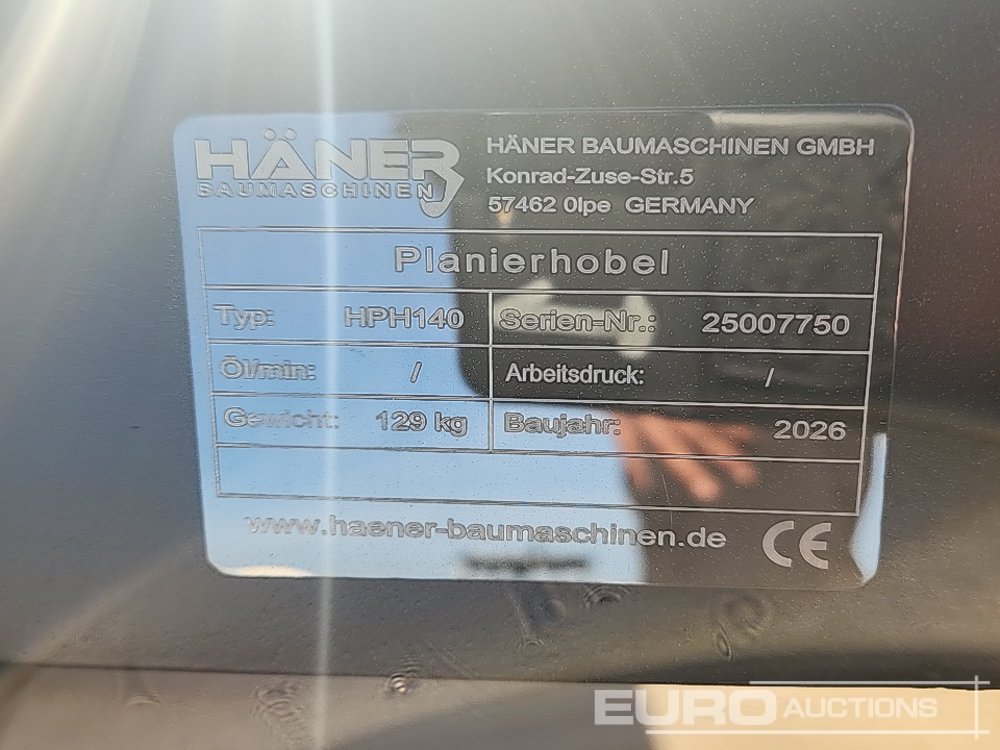 HÄNER
BAUMASCHINEN
HÄNER BAUMASCHINEN GMBH
Konrad-Zuse-Str.5
57462 Olpe GERMANY
Planierhobel
Typ: HPH140 Serien-Nr.: 25007750
Öl/min: / Arbeitsdruck: /
Gewicht: 129 kg Baujahr: 2026
www.haener-baumaschinen.de CE
EURO AUCTIONS